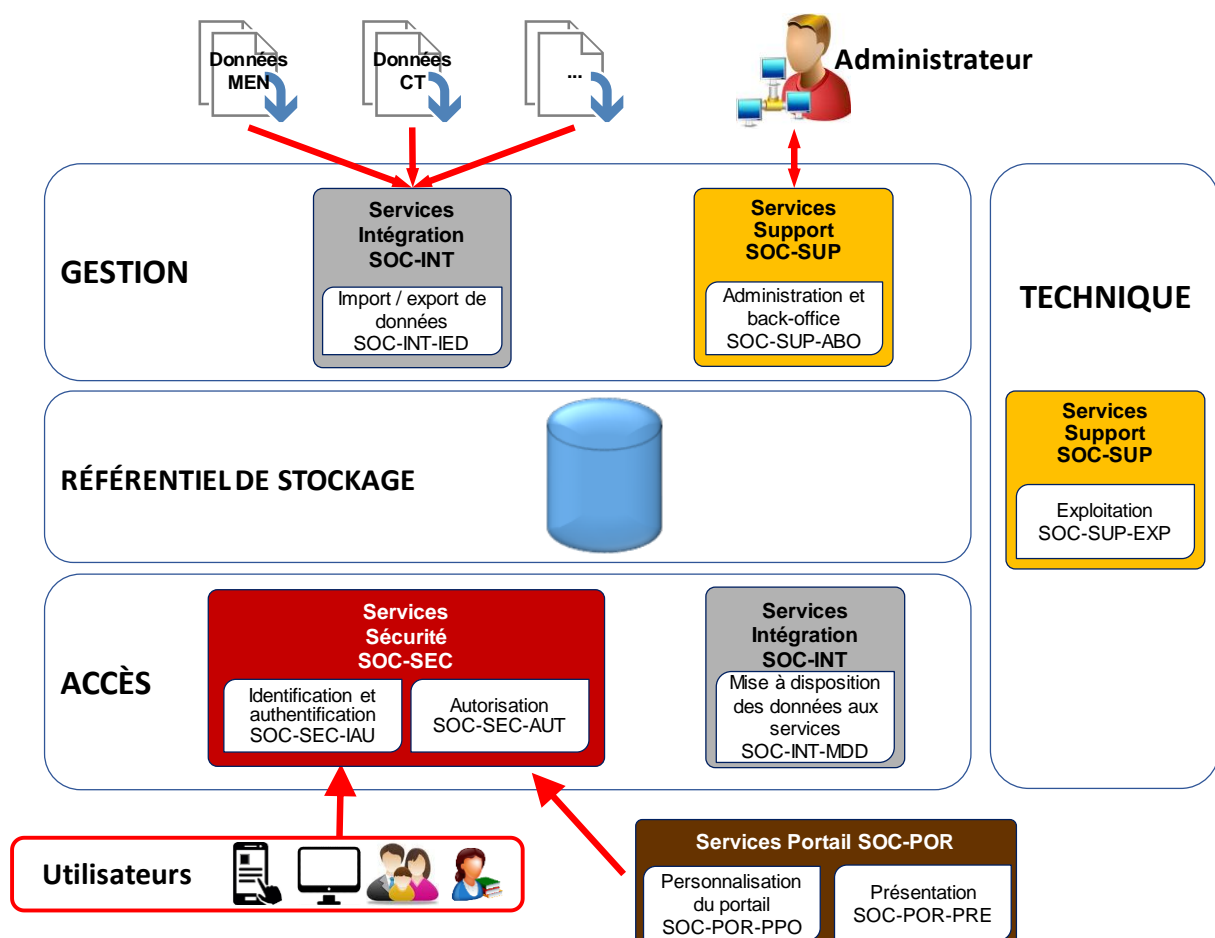 Données
MEN
Données
CT
...
Administrateur
GESTION
Services
Intégration
SOC-INT
Import / export de
données
SOC-INT-IED
Services
Support
SOC-SUP
Administration et
back-office
SOC-SUP-ABO
TECHNIQUE
Services
Support
SOC-SUP
Exploitation
SOC-SUP-EXP
RÉFÉRENTIEL DE STOCKAGE
ACCÈS
Services
Sécurité
SOC-SEC
Identification et
authentification
SOC-SEC-IAU
Autorisation
SOC-SEC-AUT
Services
Intégration
SOC-INT
Mise à disposition
des données aux
services
SOC-INT-MDD
Utilisateurs
Services Portail SOC-POR
Personnalisation
du portail
SOC-POR-PPO
Présentation
SOC-POR-PRE